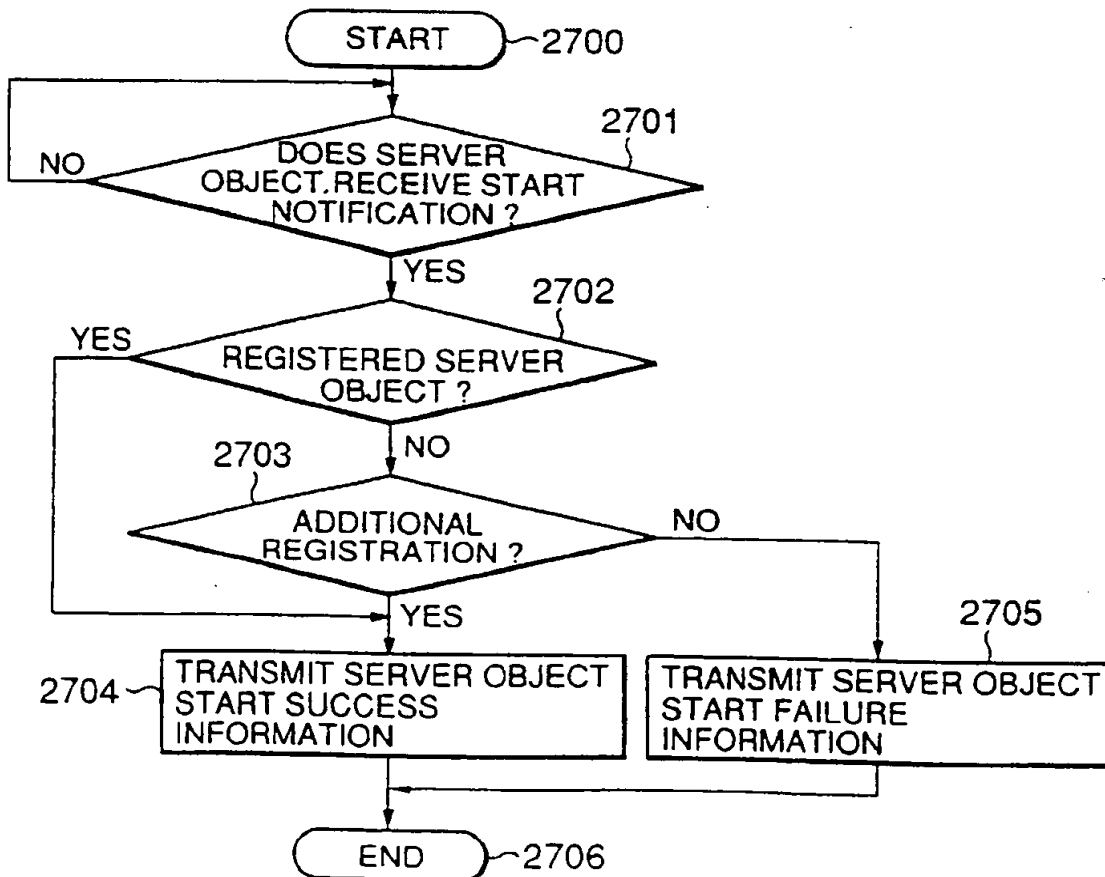 START
2700
2701
DOES SERVER
OBJECT.RECEIVE START
NOTIFICATION ?
NO
YES
2702
YES
REGISTERED SERVER
OBJECT ?
NO
2703
ADDITIONAL
REGISTRATION ?
NO
YES
2705
2704
TRANSMIT SERVER OBJECT
START SUCCESS
INFORMATION
TRANSMIT SERVER OBJECT
START FAILURE
INFORMATION
END
2706